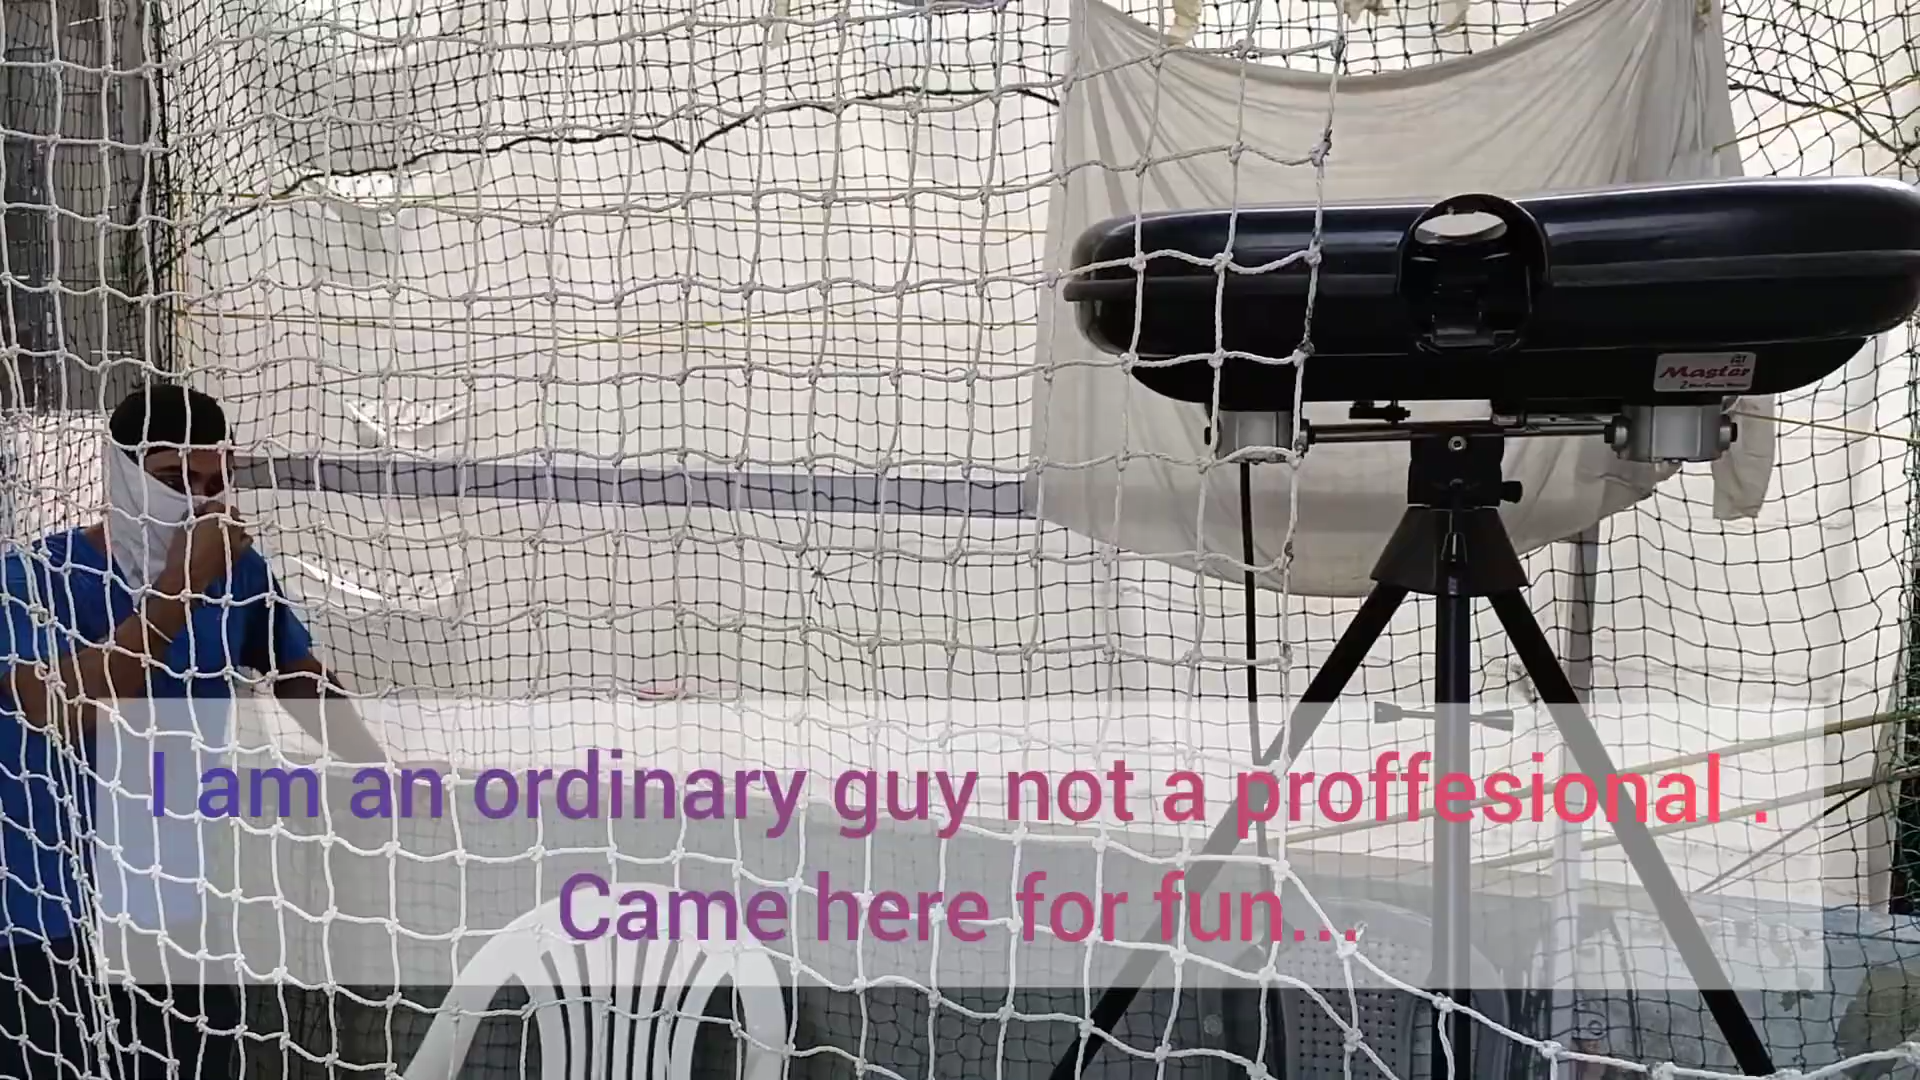 Master
I am an ordinary guy not a proffesional .
Came here for fun...